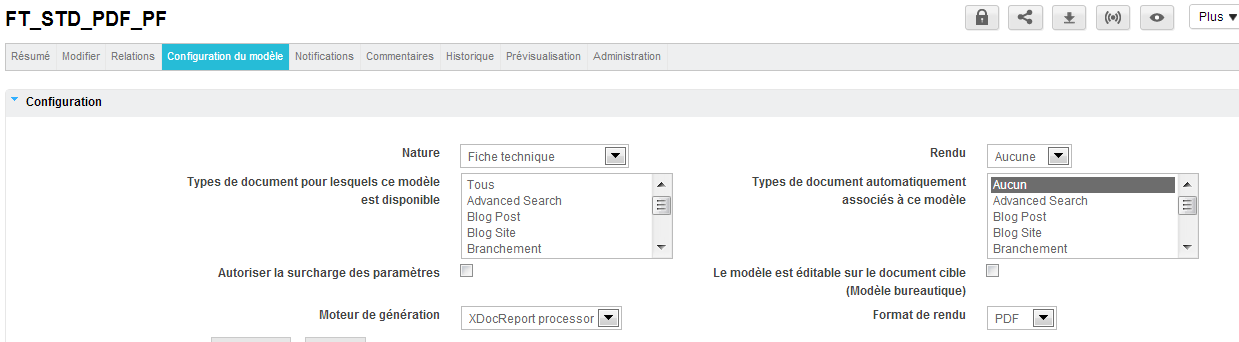 FT_STD_PDF_PF
Plus ▼
Résumé Modifier Relations Configuration du modèle Notifications Commentaires Historique Prévisualisation Administration
Configuration
Nature
Fiche technique
Rendu
Aucune
Types de document pour lesquels ce modèle
est disponible
Tous
Advanced Search
Blog Post
Blog Site
Branchement
Types de document automatiquement
associés à ce modèle
Aucun
Advanced Search
Blog Post
Blog Site
Branchement
Autoriser la surcharge des paramètres
Le modèle est éditable sur le document cible
(Modèle bureautique)
Moteur de génération
XDocReport processor
Format de rendu
PDF